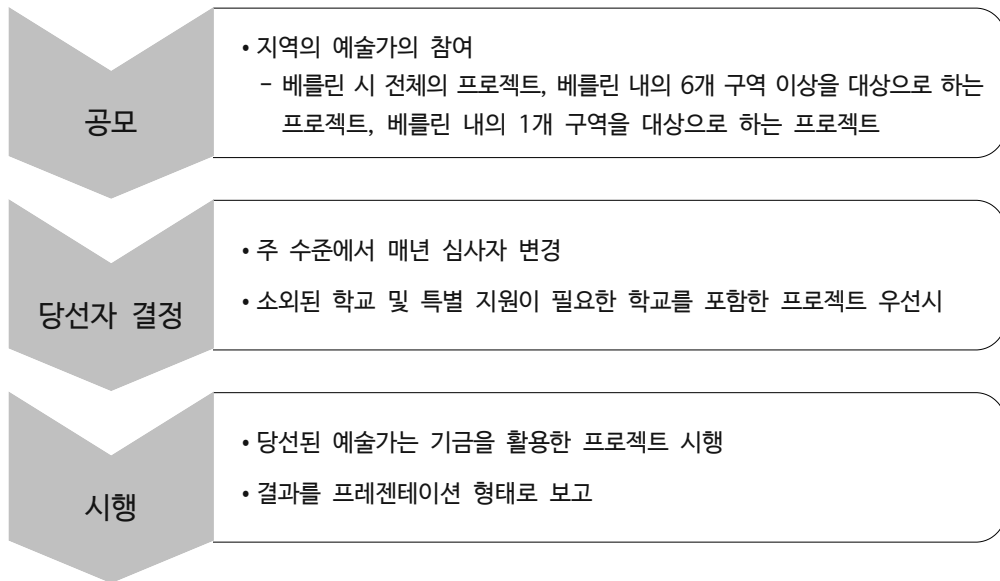 공모
• 지역의 예술가의 참여
- 베를린 시 전체의 프로젝트, 베를린 내의 6개 구역 이상을 대상으로 하는
프로젝트, 베를린 내의 1개 구역을 대상으로 하는 프로젝트
당선자 결정
• 주 수준에서 매년 심사자 변경
• 소외된 학교 및 특별 지원이 필요한 학교를 포함한 프로젝트 우선시
시행
• 당선된 예술가는 기금을 활용한 프로젝트 시행
• 결과를 프레젠테이션 형태로 보고